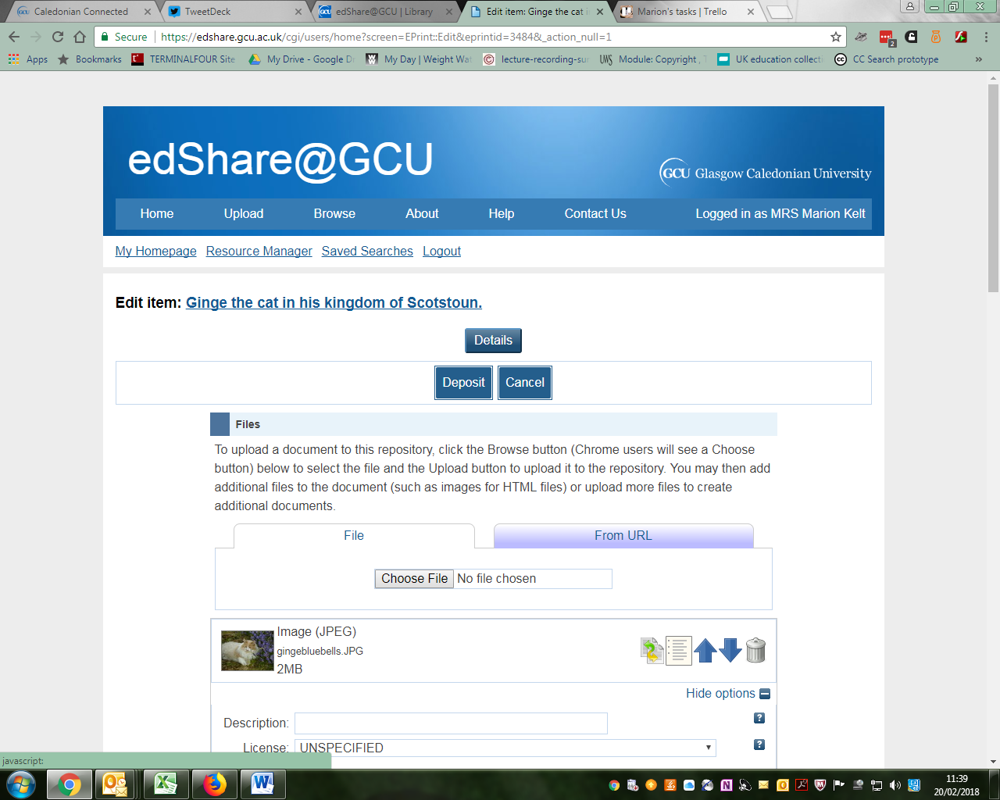 Caledonian Connected
TweetDeck
edShare@GCU | Library
Edit item: Ginge the cat i
Marion's tasks | Trello
Secure
https://edshare.gcu.ac.uk/cgi/users/home?screen=EPrint::Edit&eprintid=3484&_action_null=1
2
Apps
Bookmarks
TERMINALFOUR Site
My Drive - Google Dr
My Day | Weight Wat
lecture-recording-sur
UWS
Module: Copyright , T
UK education collecti
CC Search prototype
»
edShare@GCU
GCU Glasgow Caledonian University
Home Upload Browse About Help Contact Us Logged in as MRS Marion Kelt
My Homepage Resource Manager Saved Searches Logout
Edit item: Ginge the cat in his kingdom of Scotstoun.
Details
Deposit Cancel
Files
To upload a document to this repository, click the Browse button (Chrome users will see a Choose
button) below to select the file and the Upload button to upload it to the repository. You may then add
additional files to the document (such as images for HTML files) or upload more files to create
additional documents.
File From URL
Choose File No file chosen
Image (JPEG)
gingebluebells.JPG
2MB
Hide options
Description:
?
License: UNSPECIFIED
?
javascript:
11:39
20/02/2018